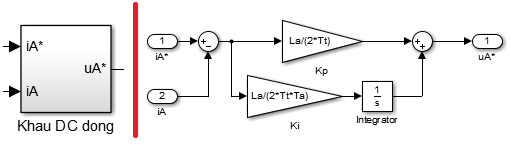 iA*
uA*
iA
Khau DC dong
1
iA*
2
iA
La/(2*Tt)
Kp
La/(2*Tt*Ta)
Ki
1
s
Integrator
1
uA*